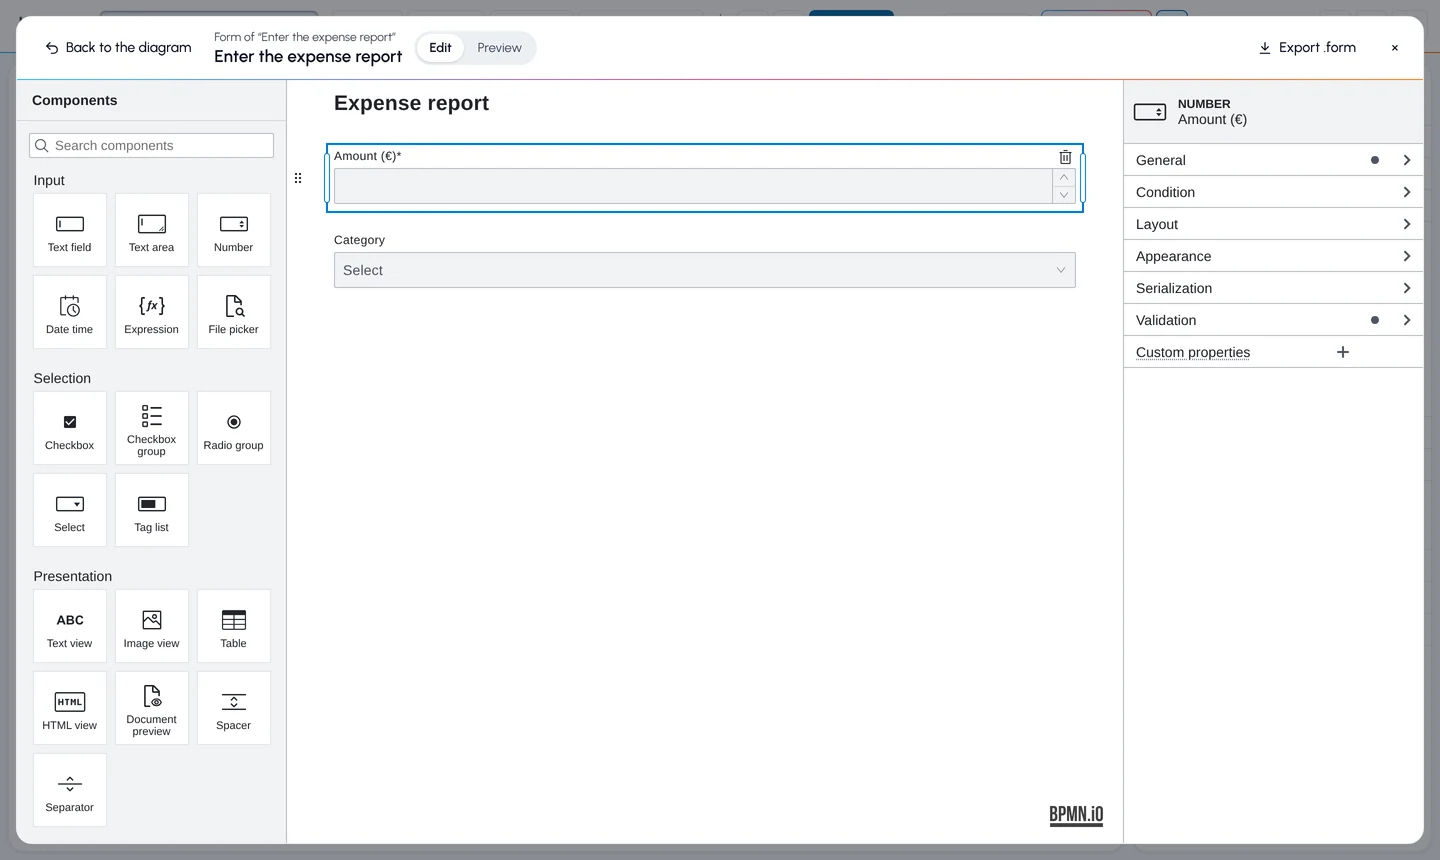 Back to the diagram
Form of “Enter the expense report”
Enter the expense report
Edit
Preview
Export .form
Components
Search components
Input
Text field
Text area
Number
Date time
{fx}
Expression
File picker
Selection
Checkbox
Checkbox
group
Radio group
Select
Tag list
Presentation
ABC
Text view
Image view
Table
HTML
HTML view
Document
preview
Spacer
Separator
Expense report
Amount (€)*
Category
Select
BPMN.iO
NUMBER
Amount (€)
General
Condition
Layout
Appearance
Serialization
Validation
Custom properties